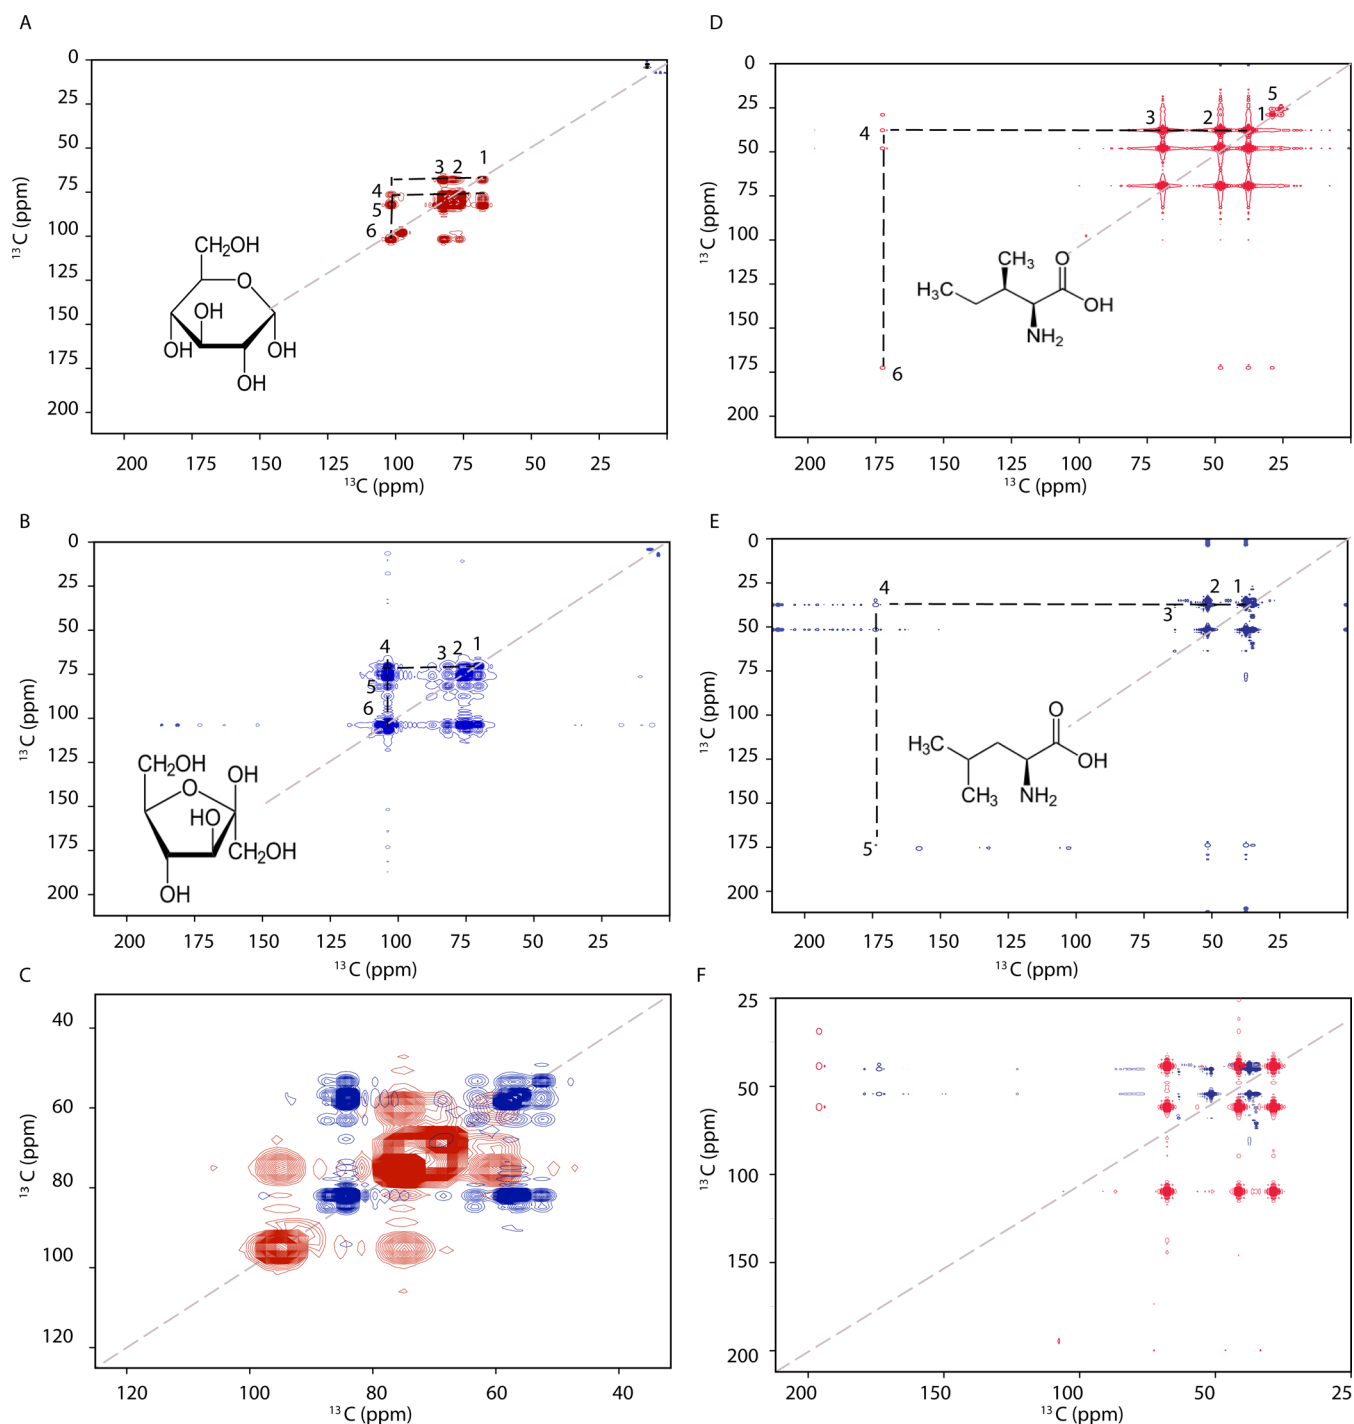 A
0
25
50
75
100
125
150
175
200
13C (ppm)
200 175 150 125 100 75 50 25
13C (ppm)
3 2 1
4
5
6
CH2OH
O
OH
OH
OH
OH
B
0
25
50
75
100
125
150
175
200
13C (ppm)
200 175 150 125 100 75 50 25
13C (ppm)
4 3 2 1
5
6
CH2OH
O
OH
HO
CH2OH
OH
C
40
60
80
100
120
13C (ppm)
120 100 80 60 40
13C (ppm)
D
0
25
50
75
100
125
150
175
200
13C (ppm)
200 175 150 125 100 75 50 25
13C (ppm)
5
3 2 1
4
6
CH3
O
H3C
OH
NH2
E
0
25
50
75
100
125
150
175
200
13C (ppm)
200 175 150 125 100 75 50 25
13C (ppm)
4 2 1
3
5
O
H3C
OH
CH3
NH2
F
25
50
100
150
200
13C (ppm)
200 150 100 50 25
13C (ppm)